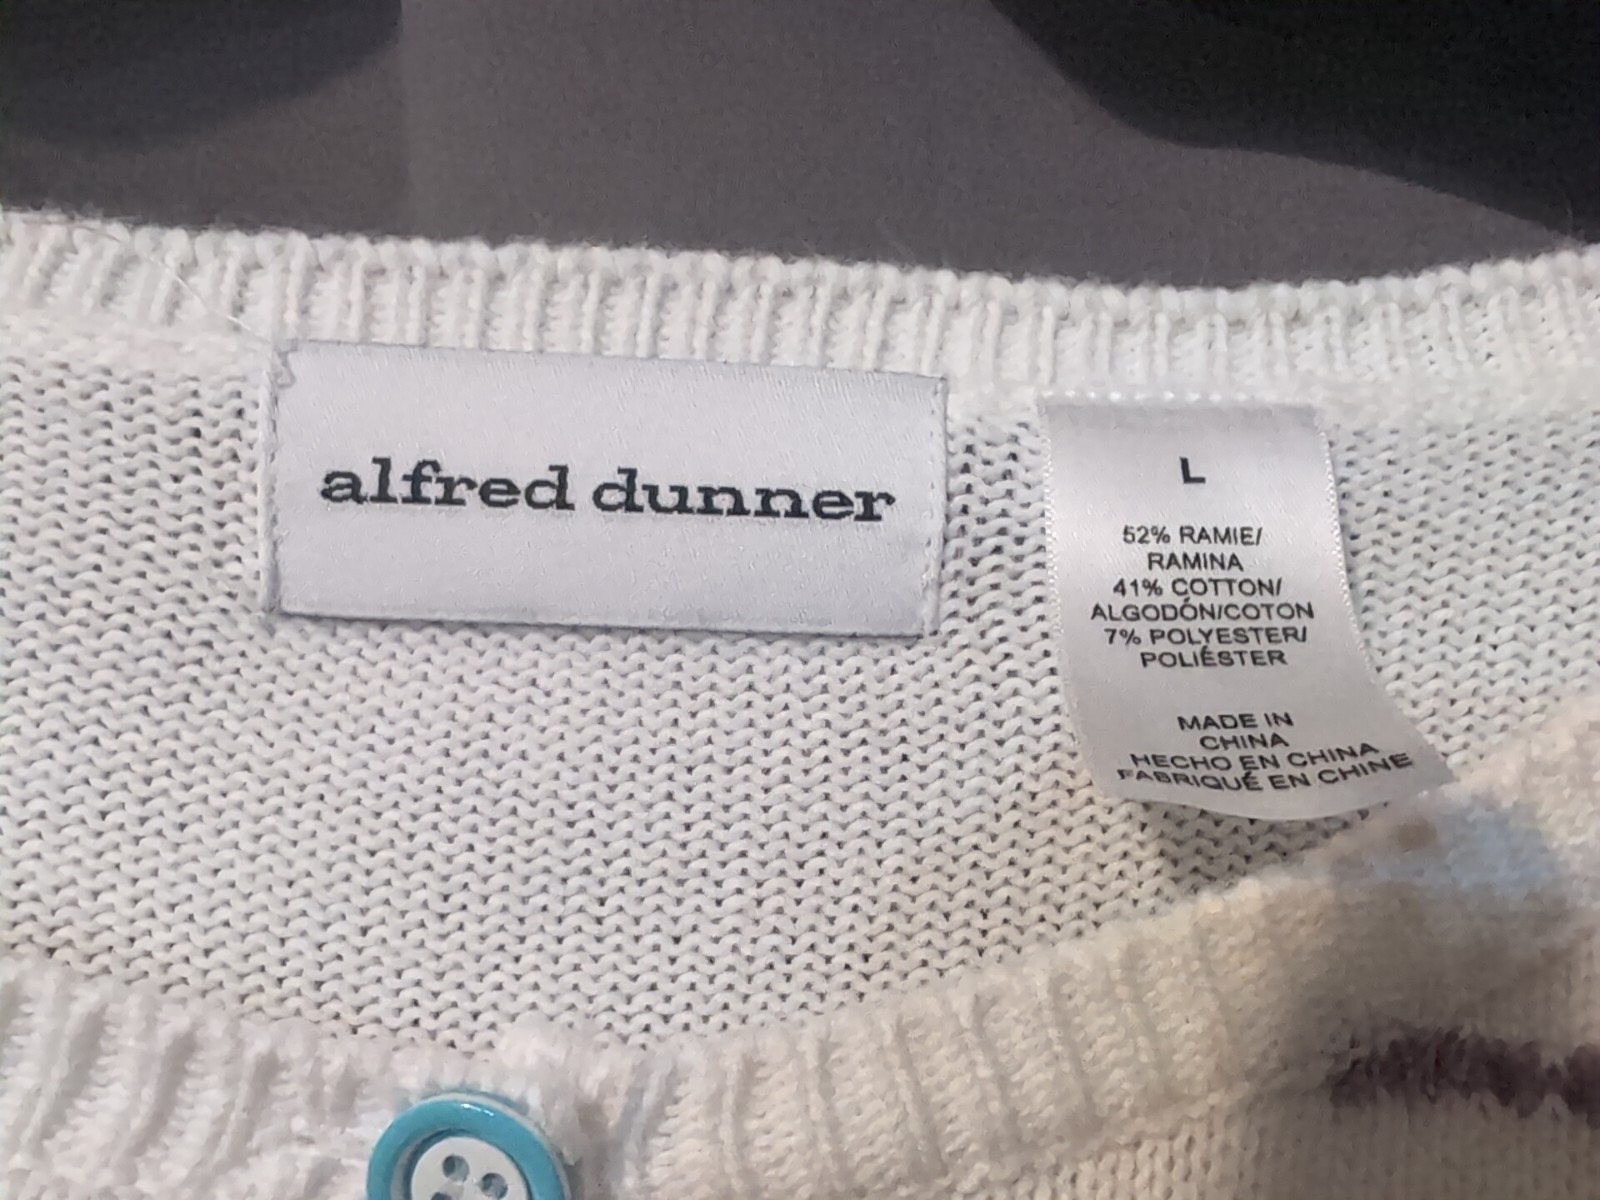 alfred dunner
L
52% RAMIE/
RAMINA
41% COTTON/
ALGODÓN/COTON
7% POLYESTER/
POLIÉSTER
MADE IN
CHINA
HECHO EN CHINA
FABRIQUÉ EN CHINE